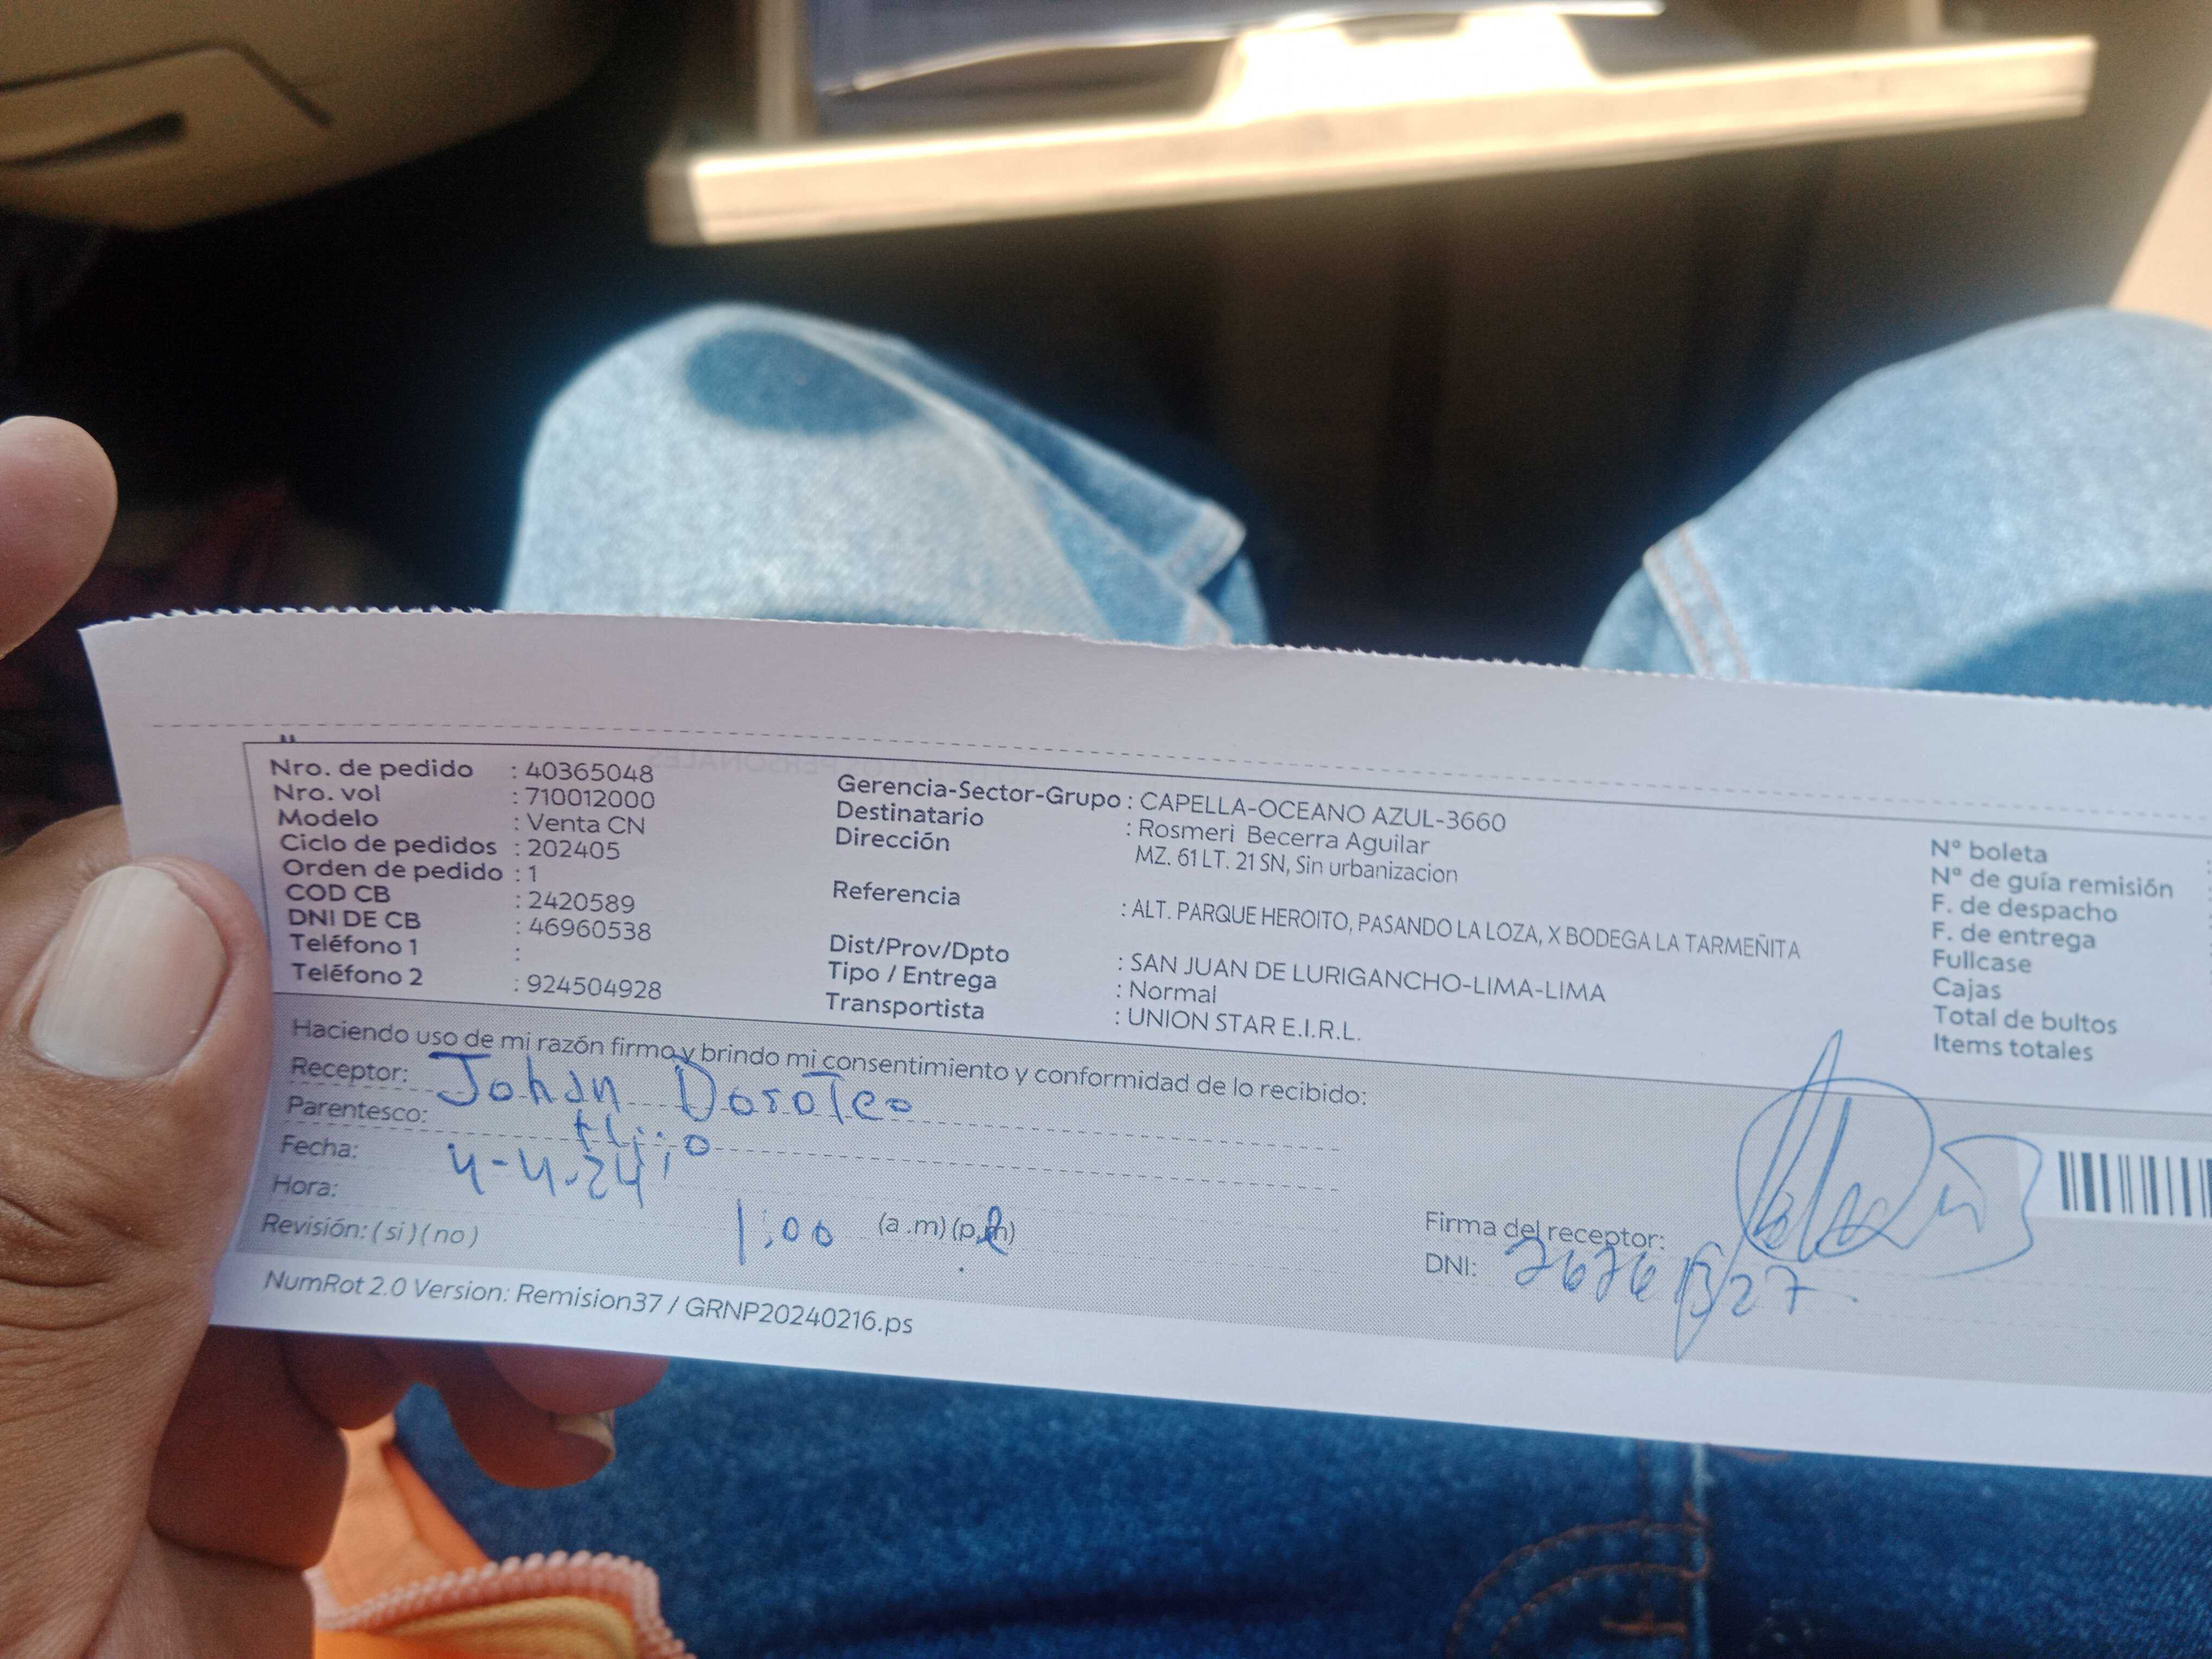 Nro. de pedido : 40365048
Nro. vol : 710012000
Modelo : Venta CN
Ciclo de pedidos : 202405
Orden de pedido : 1
COD CB : 2420589
DNI DE CB : 46960538
Teléfono 1 :
Teléfono 2 : 924504928
Gerencia-Sector-Grupo : CAPELLA-OCEANO AZUL-3660
Destinatario : Rosmeri Becerra Aguilar
Dirección MZ. 61 LT. 21 SN, Sin urbanizacion
Referencia : ALT. PARQUE HEROITO, PASANDO LA LOZA, X BODEGA LA TARMEÑITA
Dist/Prov/Dpto : SAN JUAN DE LURIGANCHO-LIMA-LIMA
Tipo / Entrega : Normal
Transportista : UNION STAR E.I.R.L.
N° boleta
N° de guía remisión
F. de despacho
F. de entrega
Fullcase
Cajas
Total de bultos
Items totales
Haciendo uso de mi razón firmo y brindo mi consentimiento y conformidad de lo recibido:
Receptor: Johan Doroteo
Parentesco: Hijo
Fecha: 4-4-24
Hora: 1:00 (a .m) (p.m)
Revisión: ( si ) ( no )
Firma del receptor:
DNI:
NumRot 2.0 Version: Remision37 / GRNP20240216.ps